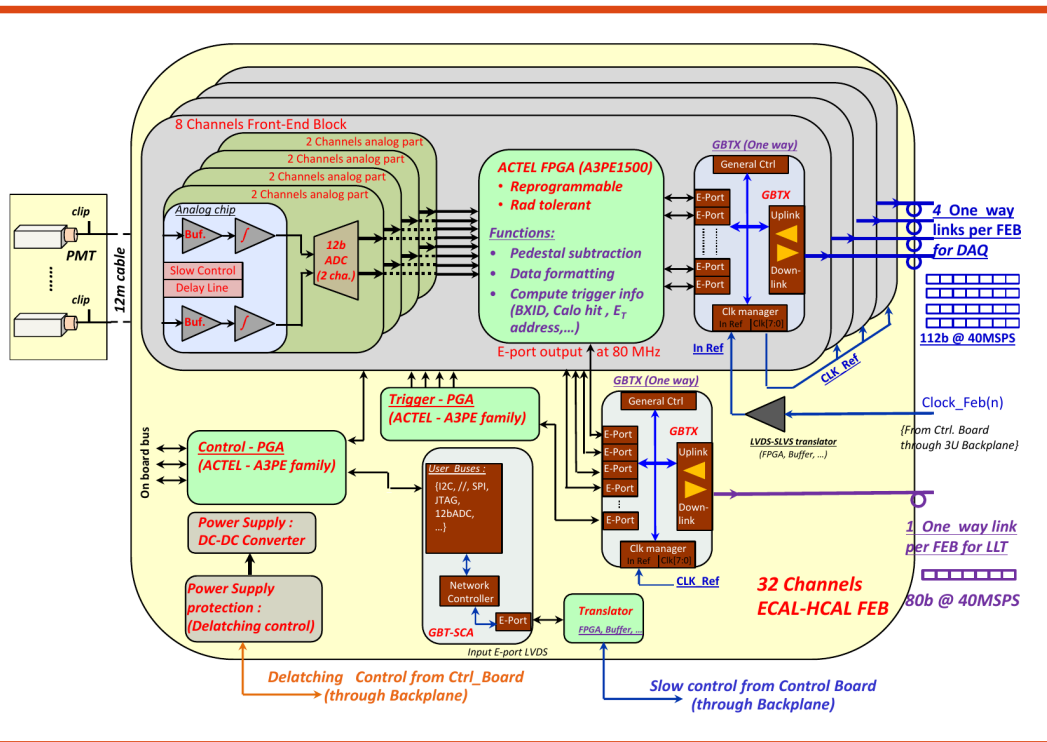 8 Channels Front-End Block
2 Channels analog part
2 Channels analog part
2 Channels analog part
2 Channels analog part
Analog chip
Buf.
∫
Slow Control
Delay Line
Buf.
∫
12b
ADC
(2 cha.)
clip
PMT
.....
clip
12m cable
ACTEL FPGA (A3PE1500)
• Reprogrammable
• Rad tolerant
Functions:
• Pedestal subtraction
• Data formatting
• Compute trigger info
(BXID, Calo hit , ET
address,...)
E-port output at 80 MHz
GBTX (One way)
General Ctrl
GBTX
E-Port
E-Port
E-Port
E-Port
Uplink
Down-
link
Clk manager
In Ref Clk[7:0]
In Ref
CLK_Ref
4 One way
links per FEB
for DAQ
112b @ 40MSPS
Clock_Feb(n)
{From Ctrl. Board
through 3U Backplane}
LVDS-SLVS translator
(FPGA, Buffer, ...)
Trigger - PGA
(ACTEL - A3PE family)
GBTX (One way)
General Ctrl
GBTX
E-Port
E-Port
E-Port
E-Port
E-Port
Uplink
Down-
link
Clk manager
In Ref Clk[7:0]
CLK_Ref
1 One way link
per FEB for LLT
80b @ 40MSPS
On board bus
Control - PGA
(ACTEL - A3PE family)
Power Supply :
DC-DC Converter
Power Supply
protection :
(Delatching control)
User Buses :
{I2C, //, SPI,
JTAG,
12bADC,
...}
Network
Controller
E-Port
GBT-SCA
Input E-port LVDS
Translator
FPGA, Buffer, ...
32 Channels
ECAL-HCAL FEB
Delatching Control from Ctrl_Board
(through Backplane)
Slow control from Control Board
(through Backplane)